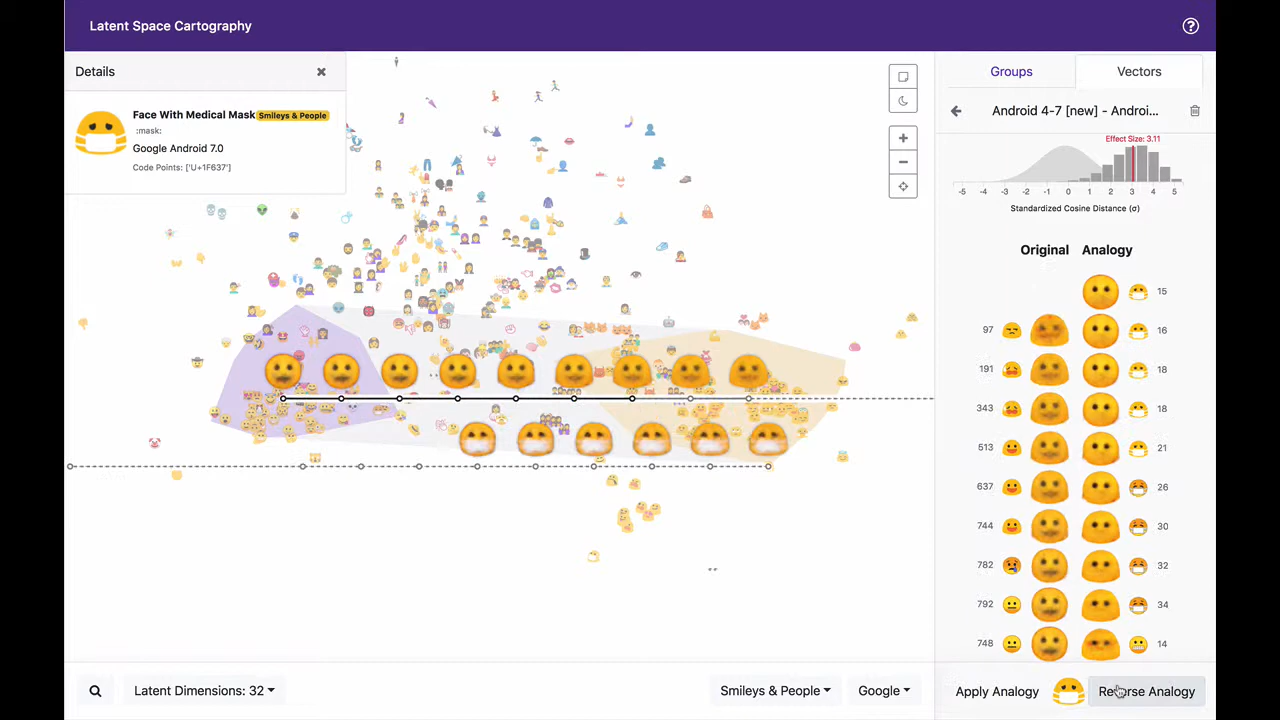 Latent Space Cartography
Details
Face With Medical Mask Smileys & People
:mask:
Google Android 7.0
Code Points: ['U+1F637']
Groups
Vectors
Android 4-7 [new] - Androi...
Effect Size: 3.11
-5 -4 -3 -2 -1 0 1 2 3 4 5
Standardized Cosine Distance (σ)
Original Analogy
15
97 16
191 18
343 18
513 21
637 26
744 30
782 32
792 34
748 14
Latent Dimensions: 32
Smileys & People
Google
Apply Analogy
Reverse Analogy